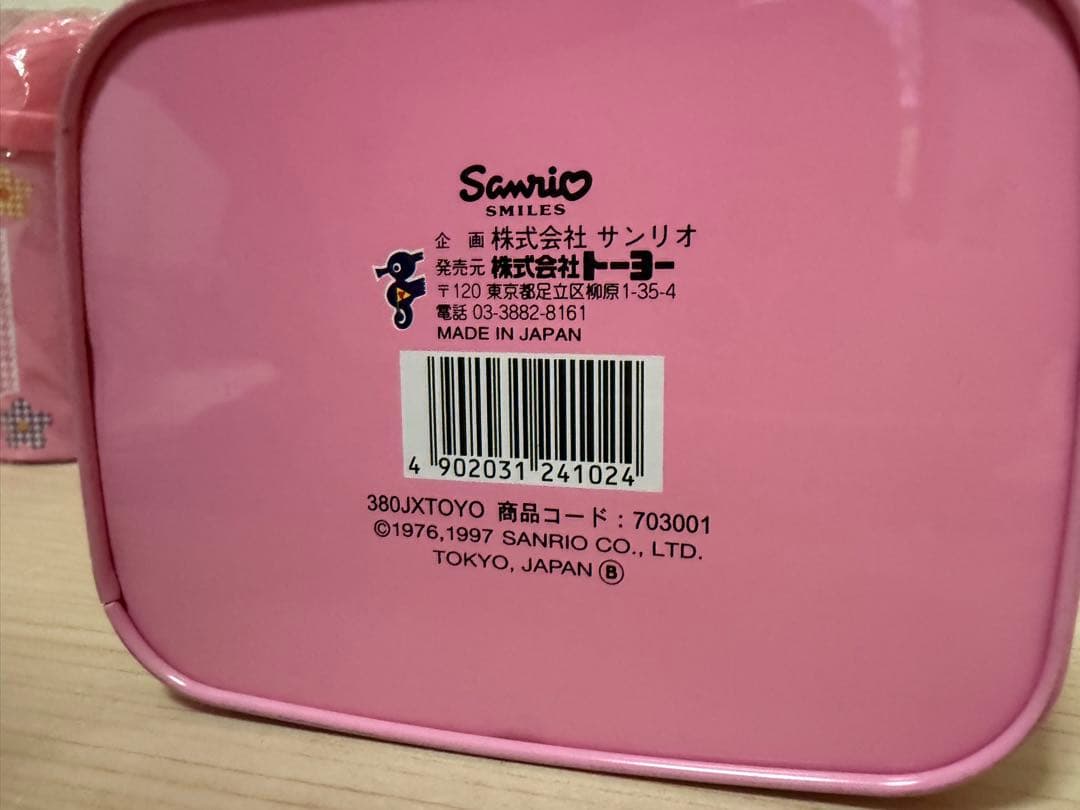 Sanrio
SMILES
企 画 株式会社 サンリオ
発売元 株式会社トーヨー
〒120 東京都足立区柳原1-35-4
電話 03-3882-8161
MADE IN JAPAN
4 902031 241024
380JXTOYO 商品コード：703001
©1976,1997 SANRIO CO., LTD.
TOKYO, JAPAN Ⓑ